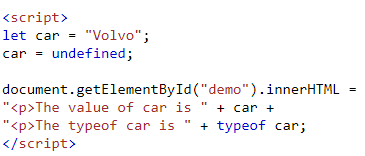 <script>
let car = "Volvo";
car = undefined;
document.getElementById("demo").innerHTML =
"<p>The value of car is " + car +
"<p>The typeof car is " + typeof car;
</script>